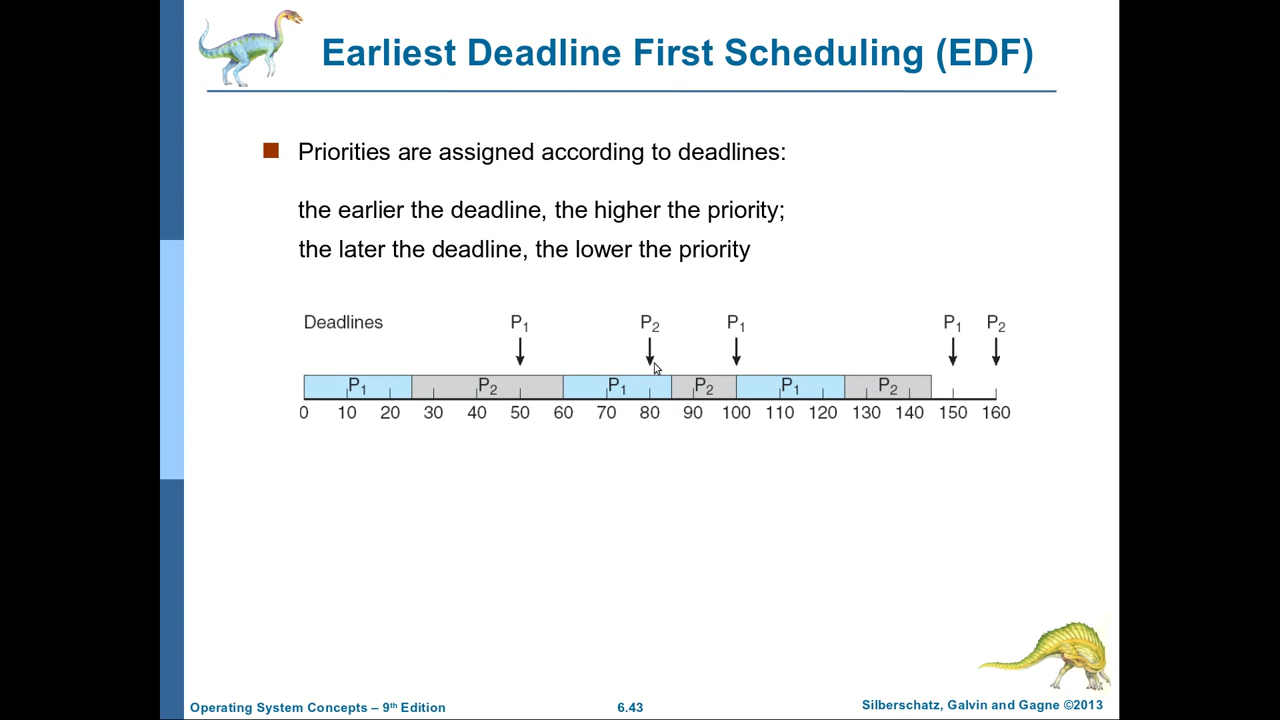 Earliest Deadline First Scheduling (EDF)
Priorities are assigned according to deadlines:
the earlier the deadline, the higher the priority;
the later the deadline, the lower the priority
Deadlines P1 P2 P1 P1 P2
P1 P2 P1 P2 P1 P2
0 10 20 30 40 50 60 70 80 90 100 110 120 130 140 150 160
Operating System Concepts – 9th Edition 6.43 Silberschatz, Galvin and Gagne ©2013